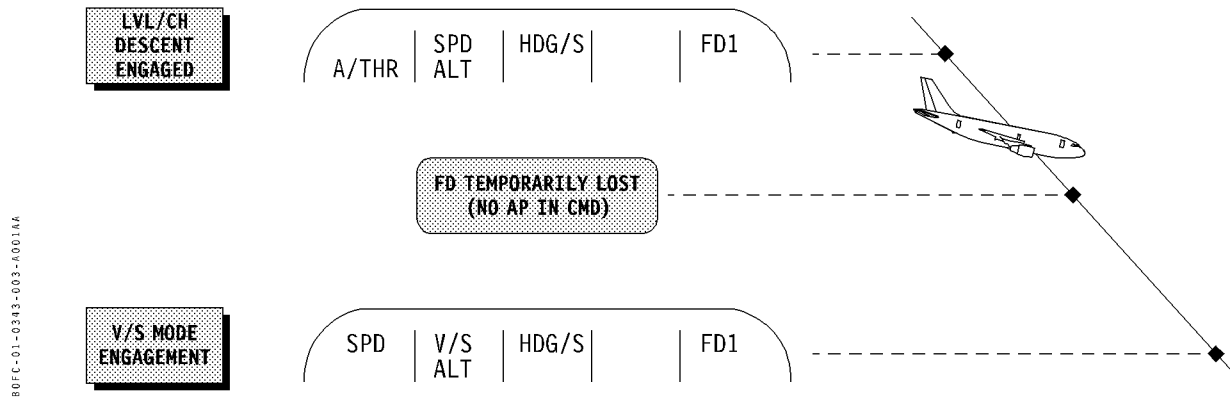 LVL/CH
DESCENT
ENGAGED
SPD HDG/S FD1
A/THR ALT
FD TEMPORARILY LOST
(NO AP IN CMD)
V/S MODE
ENGAGEMENT
SPD V/S HDG/S FD1
ALT
B0FC-01-0343-003-A001AA